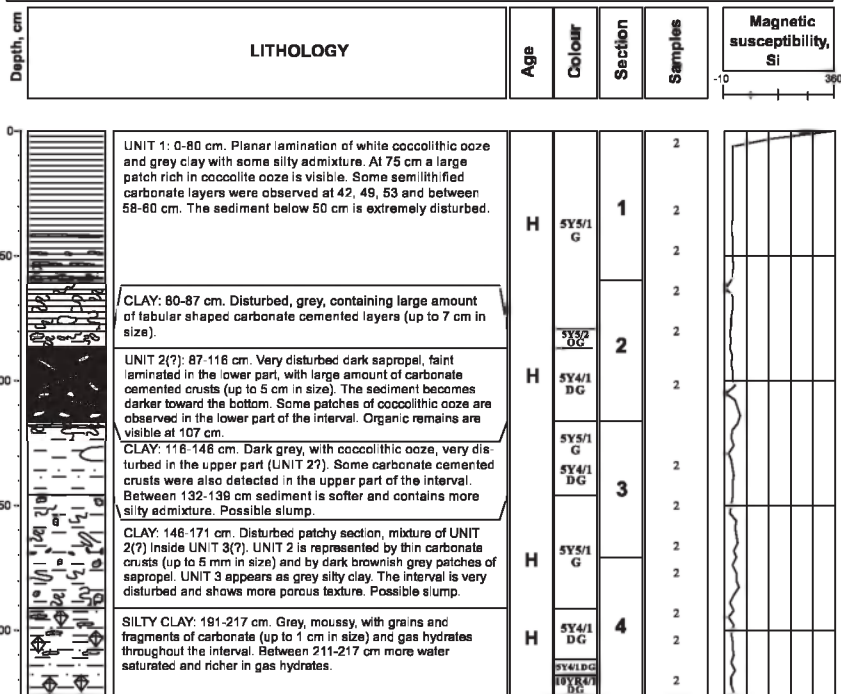 Depth, cm
LITHOLOGY
Age
Colour
Section
Samples
Magnetic
susceptibility,
Si
-10 360
0
UNIT 1: 0-80 cm. Planar lamination of white coccolithic ooze
and grey clay with some silty admixture. At 75 cm a large
patch rich in coccolite ooze is visible. Some semilithified
carbonate layers were observed at 42, 49, 53 and between
58-60 cm. The sediment below 50 cm is extremely disturbed.
H
5Y5/1
G
1
2
2
2
50
CLAY: 80-87 cm. Disturbed, grey, containing large amount
of tabular shaped carbonate cemented layers (up to 7 cm in
size).
5Y5/2
OG
2
2
2
UNIT 2(?): 87-116 cm. Very disturbed dark sapropel, faint
laminated in the lower part, with large amount of carbonate
cemented crusts (up to 5 cm in size). The sediment becomes
darker toward the bottom. Some patches of coccolithic ooze are
observed in the lower part of the interval. Organic remains are
visible at 107 cm.
H
5Y4/1
DG
2
00
CLAY: 116-146 cm. Dark grey, with coccolithic ooze, very dis-
turbed in the upper part (UNIT 2?). Some carbonate cemented
crusts were also detected in the upper part of the interval.
Between 132-139 cm sediment is softer and contains more
silty admixture. Possible slump.
5Y5/1
G
5Y4/1
DG
3
2
2
50
CLAY: 146-171 cm. Disturbed patchy section, mixture of UNIT
2(?) Inside UNIT 3(?). UNIT 2 is represented by thin carbonate
crusts (up to 5 mm in size) and by dark brownish grey patches of
sapropel. UNIT 3 appears as grey silty clay. The interval is very
disturbed and shows more porous texture. Possible slump.
H
5Y5/1
G
2
2
SILTY CLAY: 191-217 cm. Grey, moussy, with grains and
fragments of carbonate (up to 1 cm in size) and gas hydrates
throughout the interval. Between 211-217 cm more water
saturated and richer in gas hydrates.
H
5Y4/1
DG
4
2
2
00
5Y4/1DG
10YR4/1
DG
2